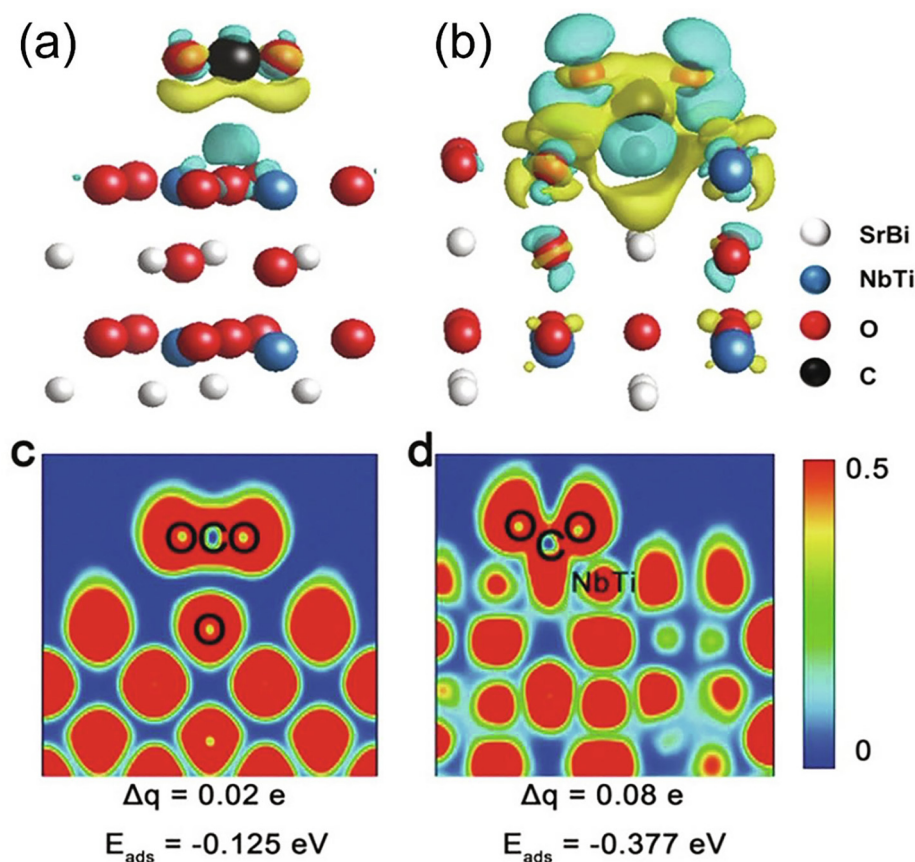 (a)
(b)
SrBi
NbTi
O
C
c
d
OCO
O
O C O
NbTi
0.5
0
Δq = 0.02 e
E_ads = -0.125 eV
Δq = 0.08 e
E_ads = -0.377 eV